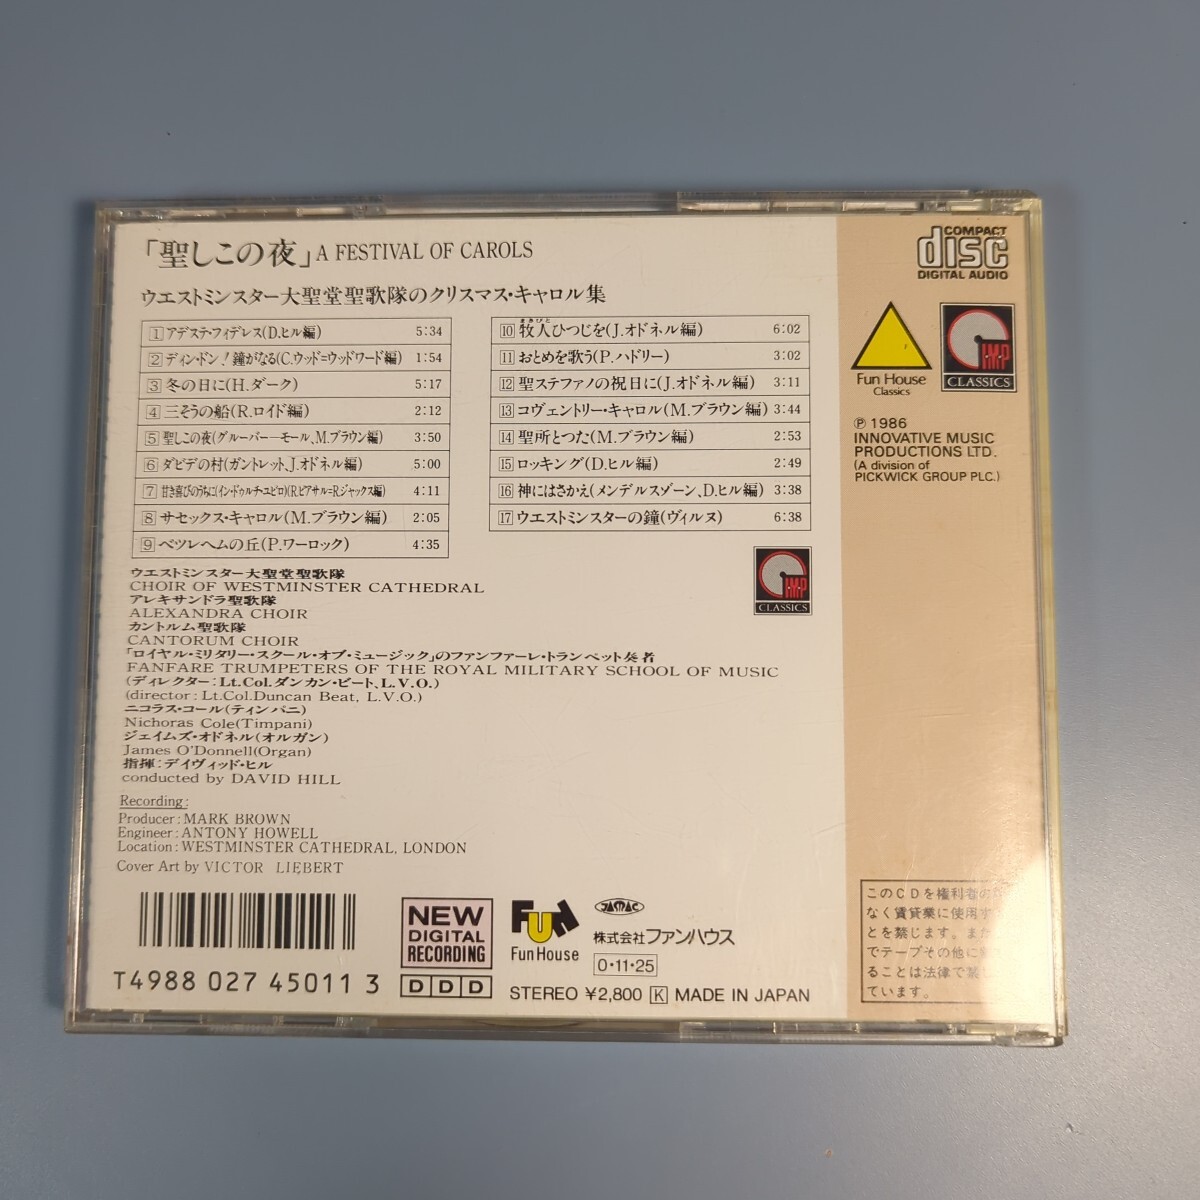 「聖しこの夜」A FESTIVAL OF CAROLS
ウエストミンスター大聖堂聖歌隊のクリスマス・キャロル集
1 アデステ・フィデレス(D.ヒル編) 5:34
2 ディン・ドン!鐘がなる(C.ウッド=ウッドワード編) 1:54
3 冬の日に(H.ダーク) 5:17
4 三そうの船(R.ロイド編) 2:12
5 聖しこの夜(グルーバー―モール、M.ブラウン編) 3:50
6 ダビデの村(ガントレット、J.オドネル編) 5:00
7 甘き喜びのうちに(イン・ドゥルチ・ユビロ)(R.ピアサル=R.ジャックス編) 4:11
8 サセックス・キャロル(M.ブラウン編) 2:05
9 ベツレヘムの丘(P.ワーロック) 4:35
10 牧人ひつじを(J.オドネル編) 6:02
11 おとめを歌う(P.ハドリー) 3:02
12 聖ステファノの祝日に(J.オドネル編) 3:11
13 コヴェントリー・キャロル(M.ブラウン編) 3:44
14 聖所とつた(M.ブラウン編) 2:53
15 ロッキング(D.ヒル編) 2:49
16 神にはさかえ(メンデルスゾーン、D.ヒル編) 3:38
17 ウエストミンスターの鐘(ヴィルヌ) 6:38
ウエストミンスター大聖堂聖歌隊
CHOIR OF WESTMINSTER CATHEDRAL
アレキサンドラ聖歌隊
ALEXANDRA CHOIR
カントルム聖歌隊
CANTORUM CHOIR
「ロイヤル・ミリタリー・スクール・オブ・ミュージック」のファンファーレ・トランペット奏者
FANFARE TRUMPETERS OF THE ROYAL MILITARY SCHOOL OF MUSIC
(ディレクター:Lt.Col.ダンカン・ビート、L.V.O.)
(director: Lt.Col.Duncan Beat, L.V.O.)
ニコラス・コール(ティンパニ)
Nichoras Cole(Timpani)
ジェイムズ・オドネル(オルガン)
James O'Donnell(Organ)
指揮:デイヴィッド・ヒル
conducted by DAVID HILL
Recording:
Producer: MARK BROWN
Engineer: ANTONY HOWELL
Location: WESTMINSTER CATHEDRAL, LONDON
Cover Art by VICTOR LIEBERT
IMP
CLASSICS
T4988 027 45011 3
NEW
DIGITAL
RECORDING
DDD
Fun
Fun House
JAMAC
株式会社ファンハウス
0・11・25
STEREO ¥2,800 K MADE IN JAPAN
COMPACT
disc
DIGITAL AUDIO
Fun House
Classics
IMP
CLASSICS
Ⓟ 1986
INNOVATIVE MUSIC
PRODUCTIONS LTD.
(A division of
PICKWICK GROUP PLC.)
このCDを権利者の
なく賃貸業に使用す
とを禁じます。また
でテープその他に
ることは法律で禁じ
ています。